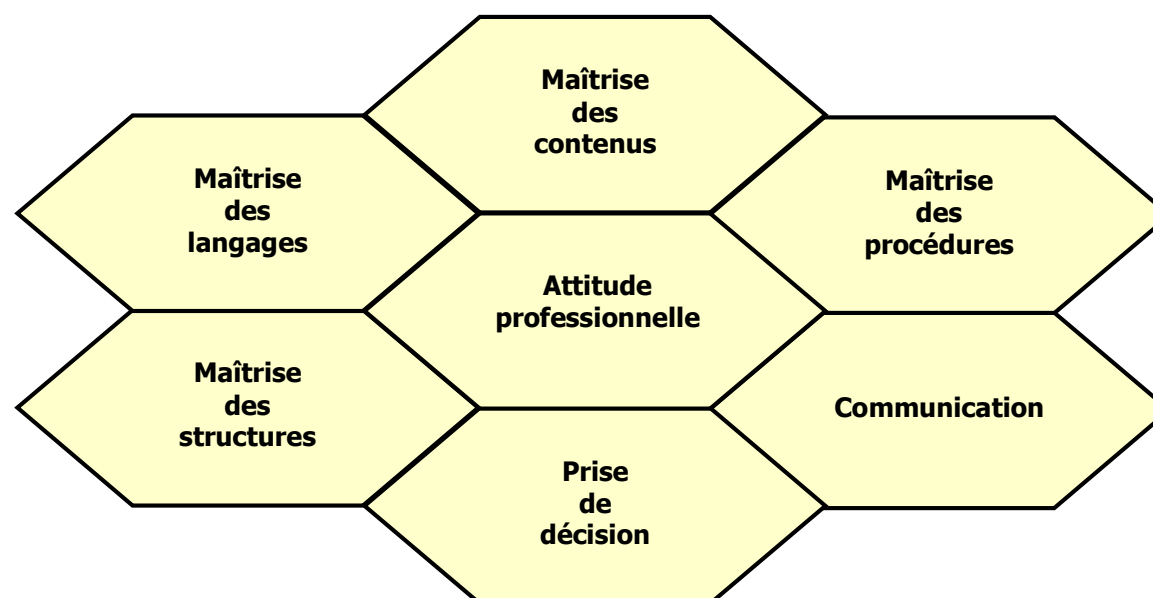 Maîtrise
des
contenus
Maîtrise
des
langages
Maîtrise
des
procédures
Attitude
professionnelle
Maîtrise
des
structures
Communication
Prise
de
décision